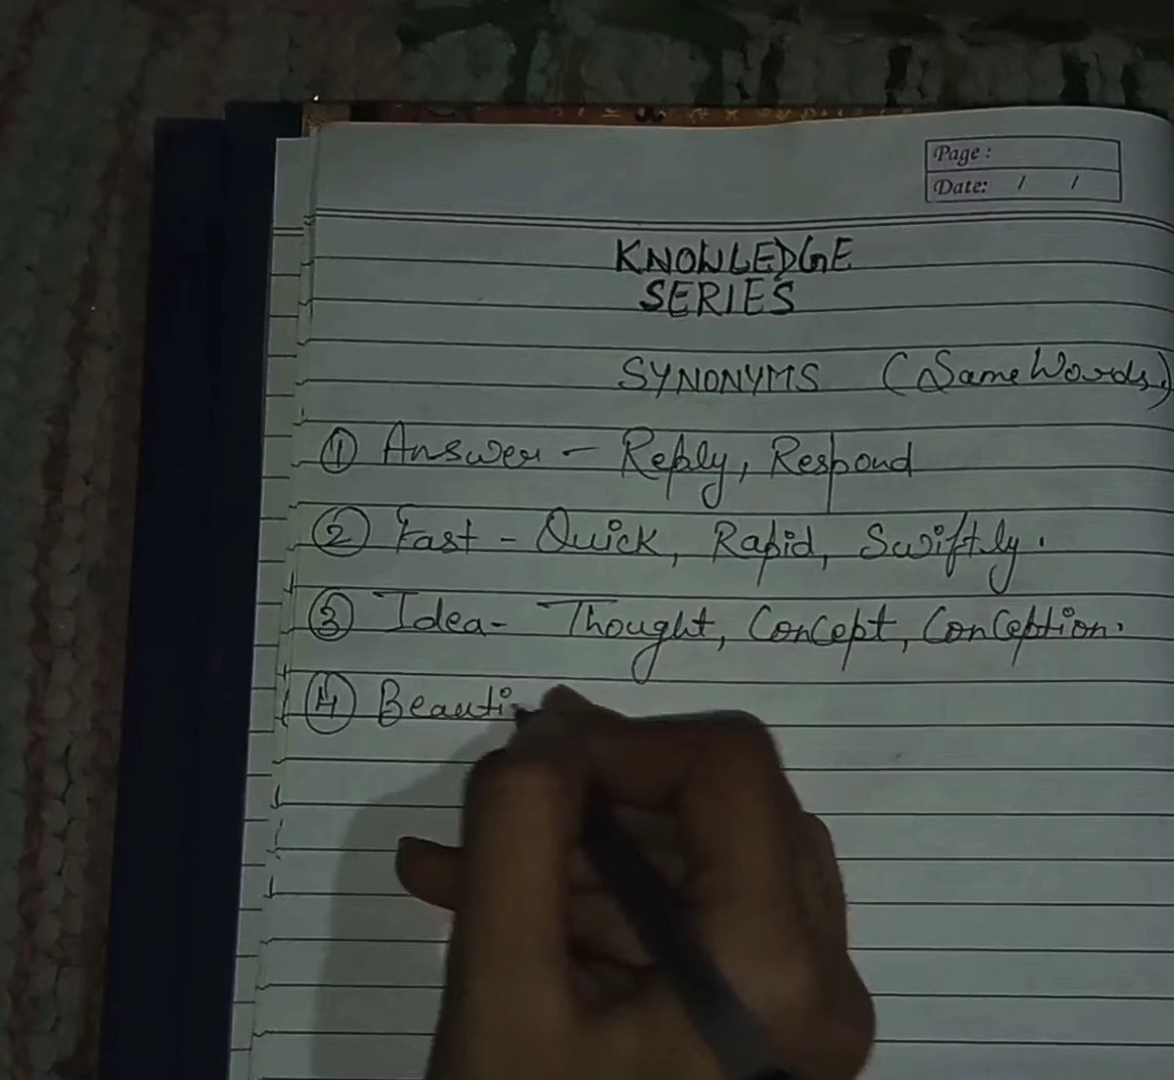 Page :
Date: / /
KNOWLEDGE
SERIES
SYNONYMS (Same Words)
① Answer - Reply, Respond
② Fast - Quick, Rapid, Swiftly.
③ Idea - Thought, Concept, Conception.
④ Beauti